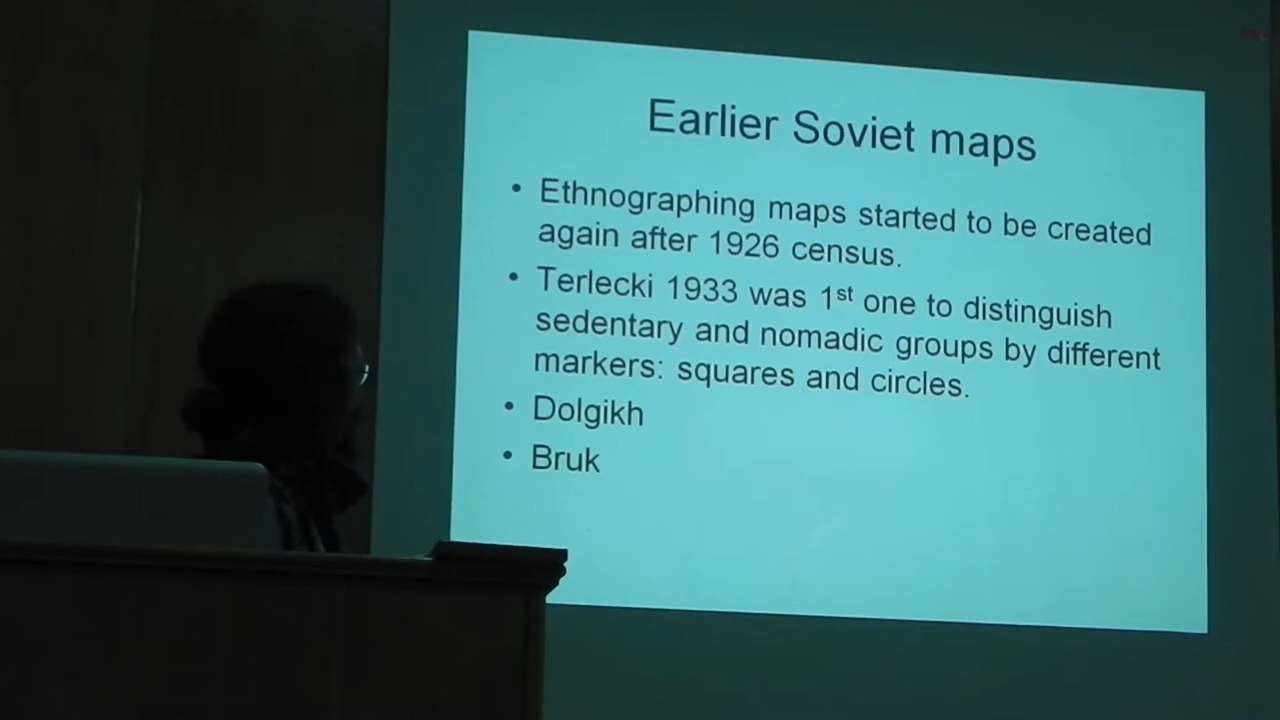 Earlier Soviet maps
• Ethnographing maps started to be created
again after 1926 census.
• Terlecki 1933 was 1st one to distinguish
sedentary and nomadic groups by different
markers: squares and circles.
• Dolgikh
• Bruk